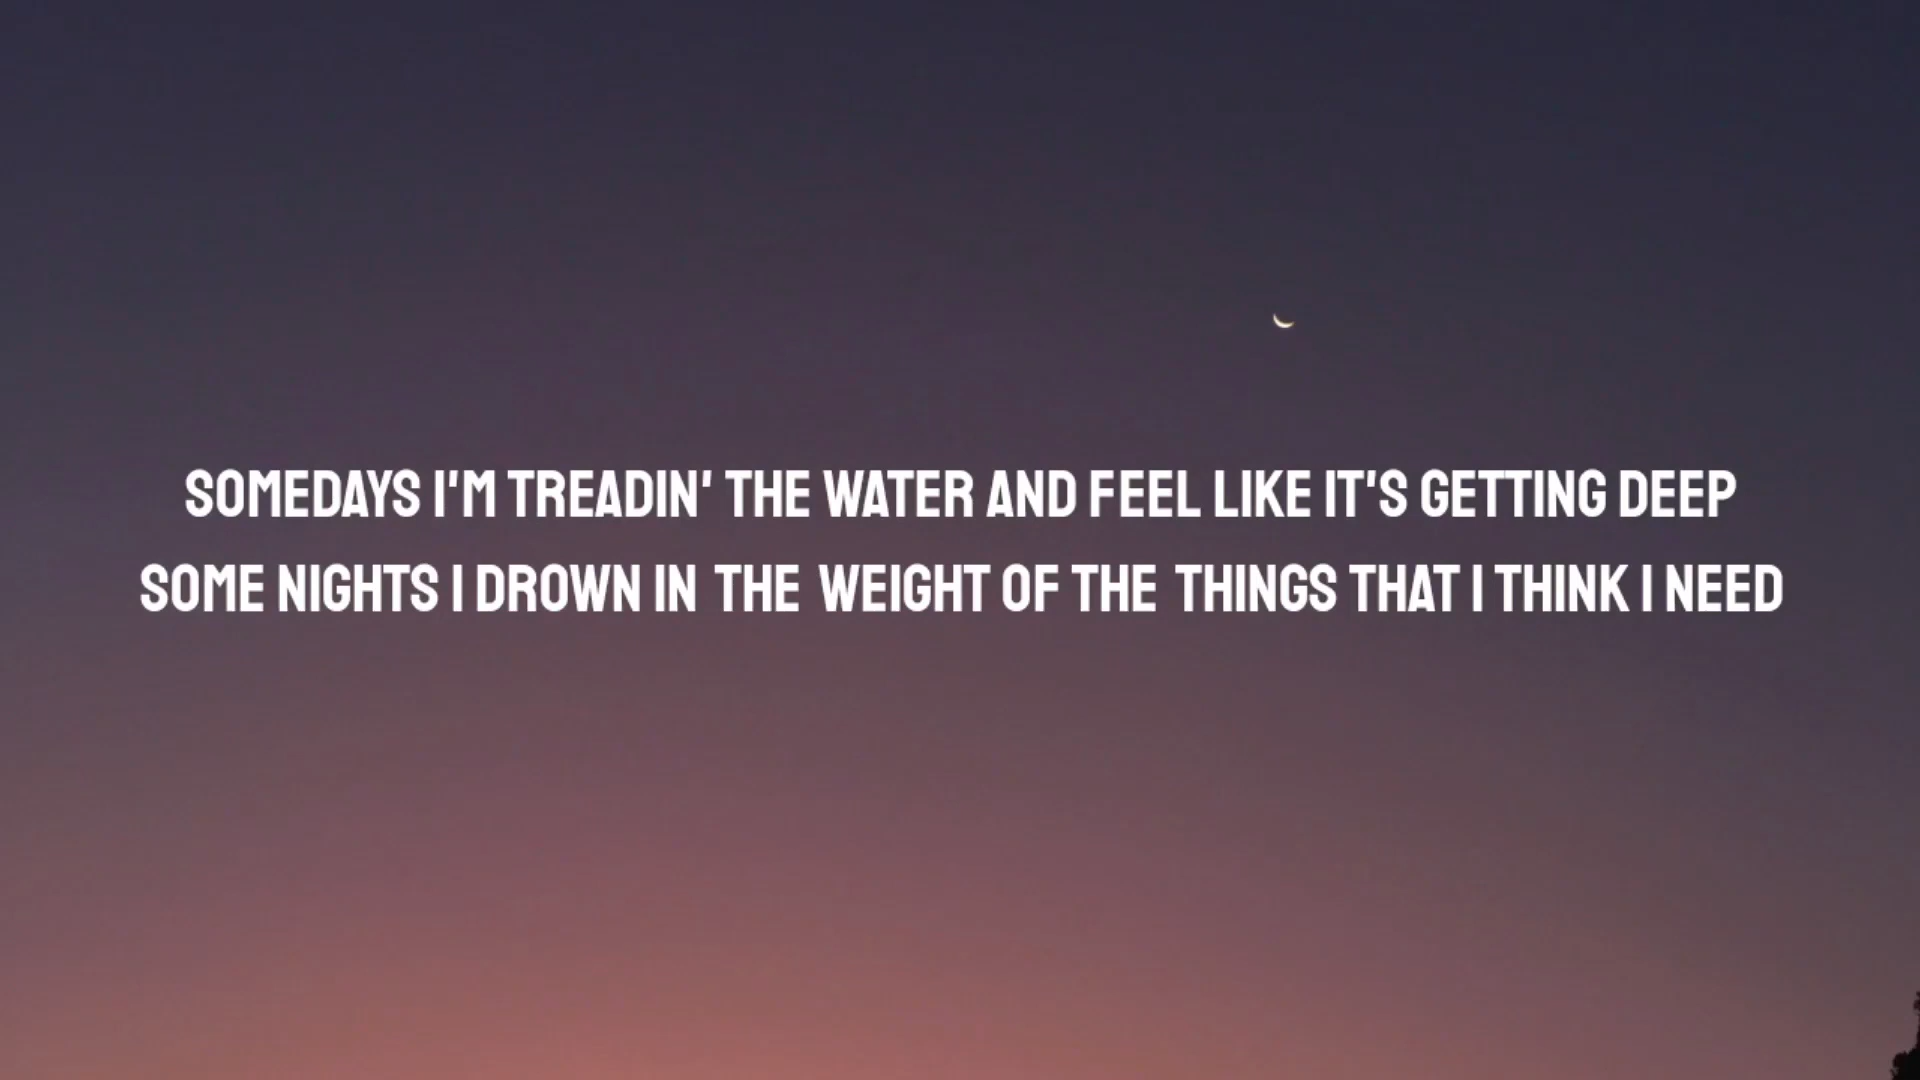 SOMEDAYS I'M TREADIN' THE WATER AND FEEL LIKE IT'S GETTING DEEP
SOME NIGHTS I DROWN IN THE WEIGHT OF THE THINGS THAT I THINK I NEED